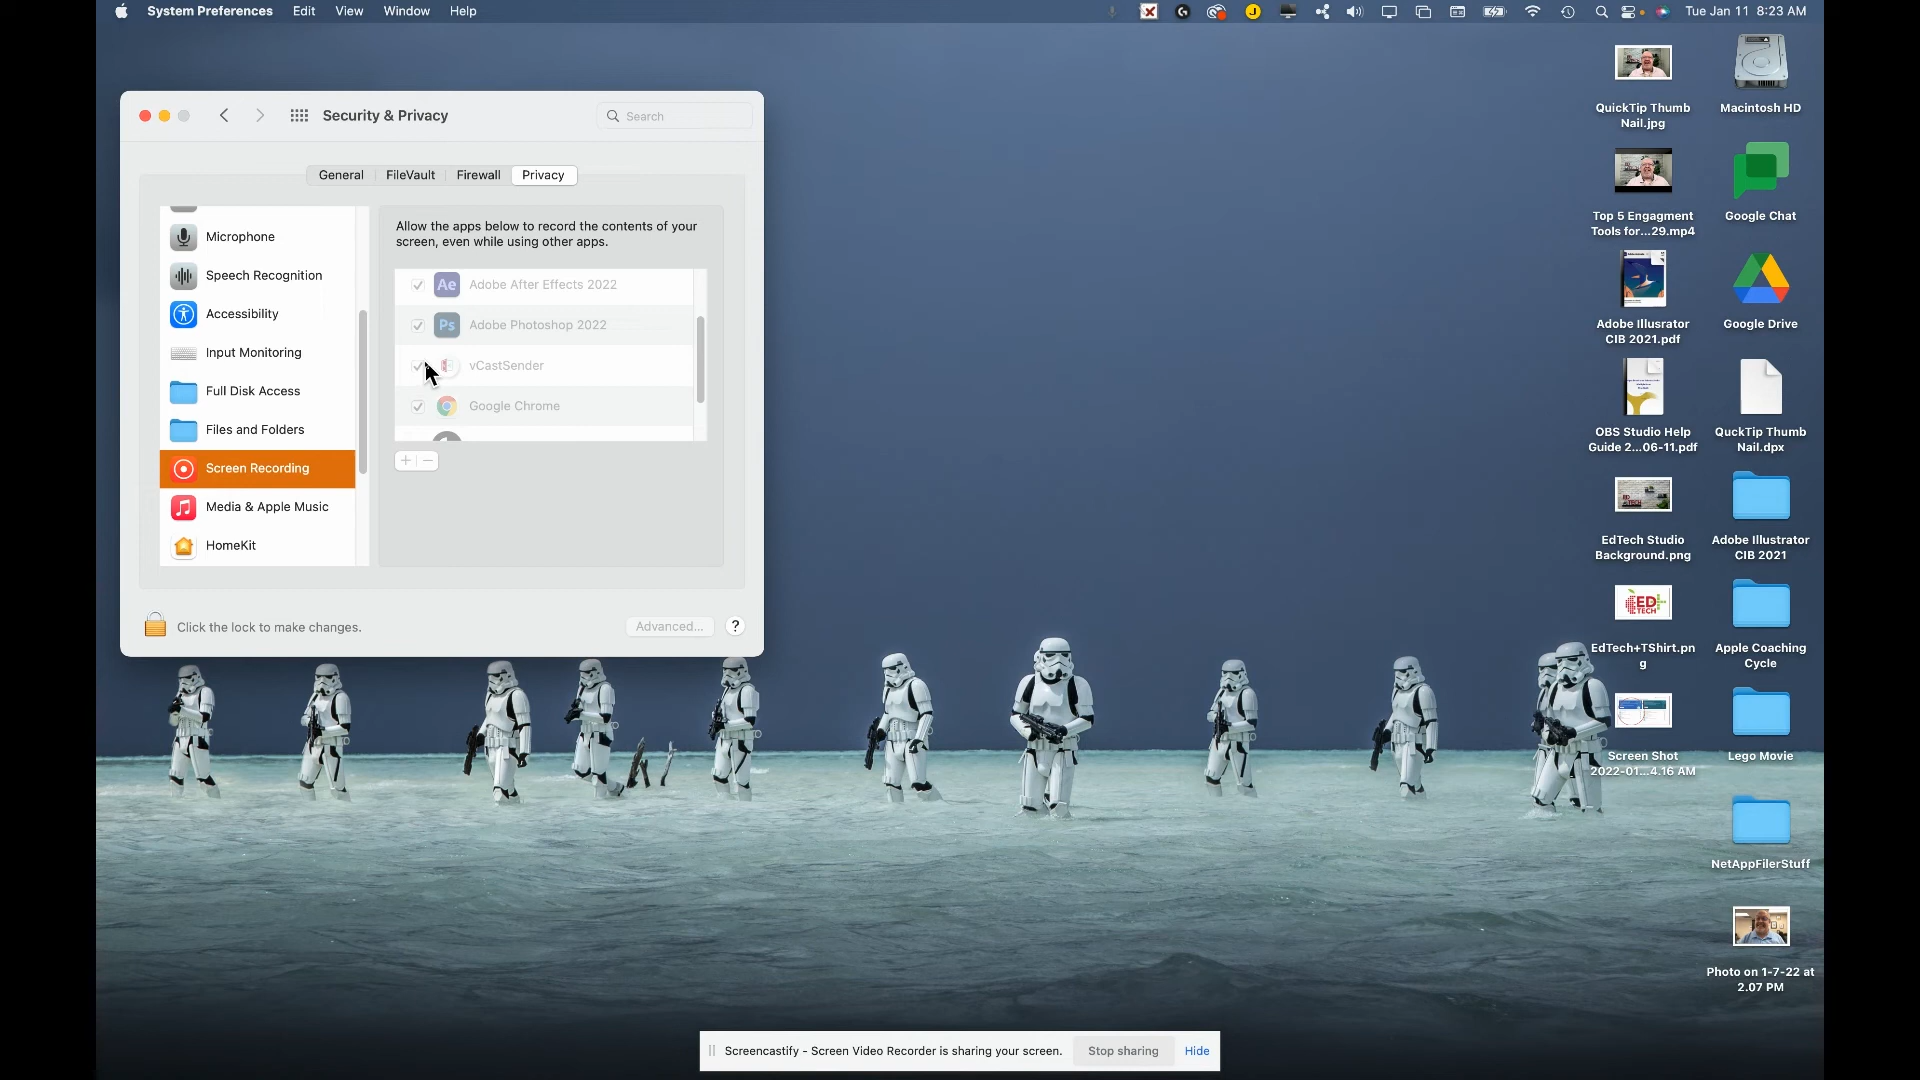 System Preferences Edit View Window Help
J
Tue Jan 11 8:23 AM
Security & Privacy
Search
General FileVault Firewall Privacy
Microphone
Speech Recognition
Accessibility
Input Monitoring
Full Disk Access
Files and Folders
Screen Recording
Media & Apple Music
HomeKit
Allow the apps below to record the contents of your
screen, even while using other apps.
Ae Adobe After Effects 2022
Ps Adobe Photoshop 2022
vCastSender
Google Chrome
+ −
Click the lock to make changes.
Advanced... ?
QuickTip Thumb
Nail.jpg
Macintosh HD
Top 5 Engagment
Tools for...29.mp4
Google Chat
Adobe Illusrator
CIB 2021.pdf
Google Drive
OBS Studio Help
Guide 2...06-11.pdf
QuckTip Thumb
Nail.dpx
EdTech Studio
Background.png
Adobe Illustrator
CIB 2021
ED+
TECH
EdTech+TShirt.pn
g
Apple Coaching
Cycle
Screen Shot
2022-01...4.16 AM
Lego Movie
NetAppFilerStuff
Photo on 1-7-22 at
2.07 PM
Screencastify - Screen Video Recorder is sharing your screen. Stop sharing Hide